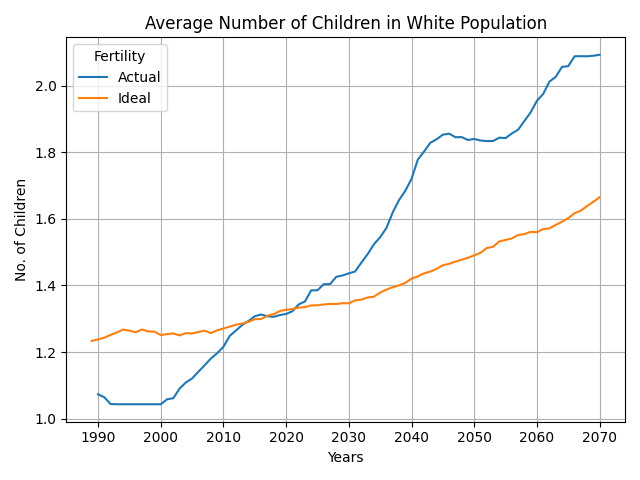 Average Number of Children in White Population
Fertility
Actual
Ideal
No. of Children
2.0
1.8
1.6
1.4
1.2
1.0
1990 2000 2010 2020 2030 2040 2050 2060 2070
Years